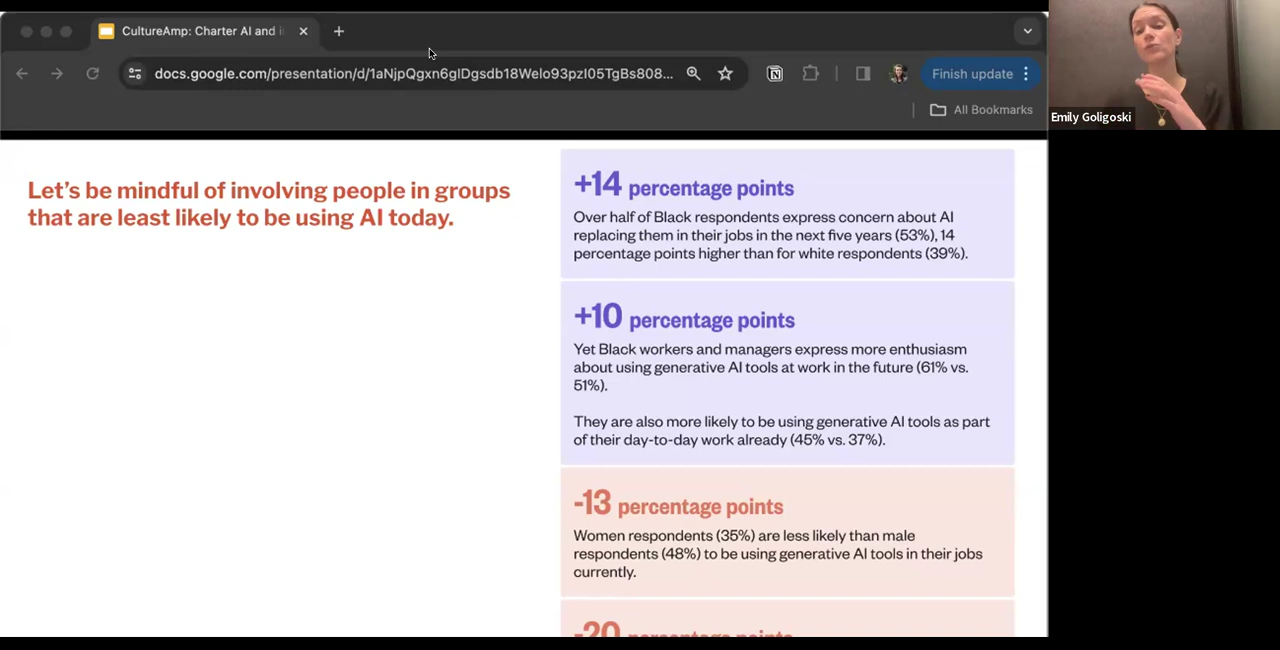 CultureAmp: Charter AI and i
docs.google.com/presentation/d/1aNjpQgxn6glDgsdb18Welo93pzI05TgBs808...
Finish update
All Bookmarks
Emily Goligoski
Let's be mindful of involving people in groups
that are least likely to be using AI today.
+14 percentage points
Over half of Black respondents express concern about AI
replacing them in their jobs in the next five years (53%), 14
percentage points higher than for white respondents (39%).
+10 percentage points
Yet Black workers and managers express more enthusiasm
about using generative AI tools at work in the future (61% vs.
51%).
They are also more likely to be using generative AI tools as part
of their day-to-day work already (45% vs. 37%).
-13 percentage points
Women respondents (35%) are less likely than male
respondents (48%) to be using generative AI tools in their jobs
currently.
-20 percentage points